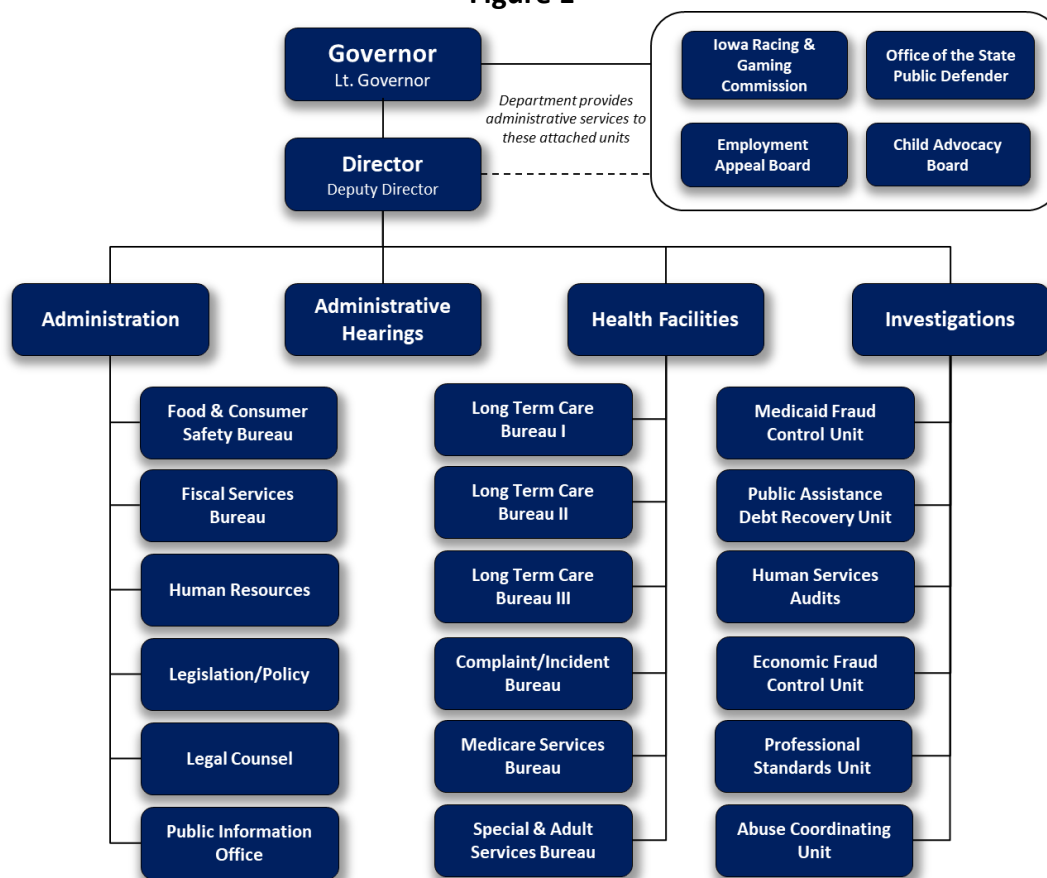 Figure 1
Governor
Lt. Governor
Department provides
administrative services to
these attached units
Iowa Racing &
Gaming
Commission
Office of the State
Public Defender
Employment
Appeal Board
Child Advocacy
Board
Director
Deputy Director
Administration
Administrative
Hearings
Health Facilities
Investigations
Food & Consumer
Safety Bureau
Fiscal Services
Bureau
Human Resources
Legislation/Policy
Legal Counsel
Public Information
Office
Long Term Care
Bureau I
Long Term Care
Bureau II
Long Term Care
Bureau III
Complaint/Incident
Bureau
Medicare Services
Bureau
Special & Adult
Services Bureau
Medicaid Fraud
Control Unit
Public Assistance
Debt Recovery Unit
Human Services
Audits
Economic Fraud
Control Unit
Professional
Standards Unit
Abuse Coordinating
Unit